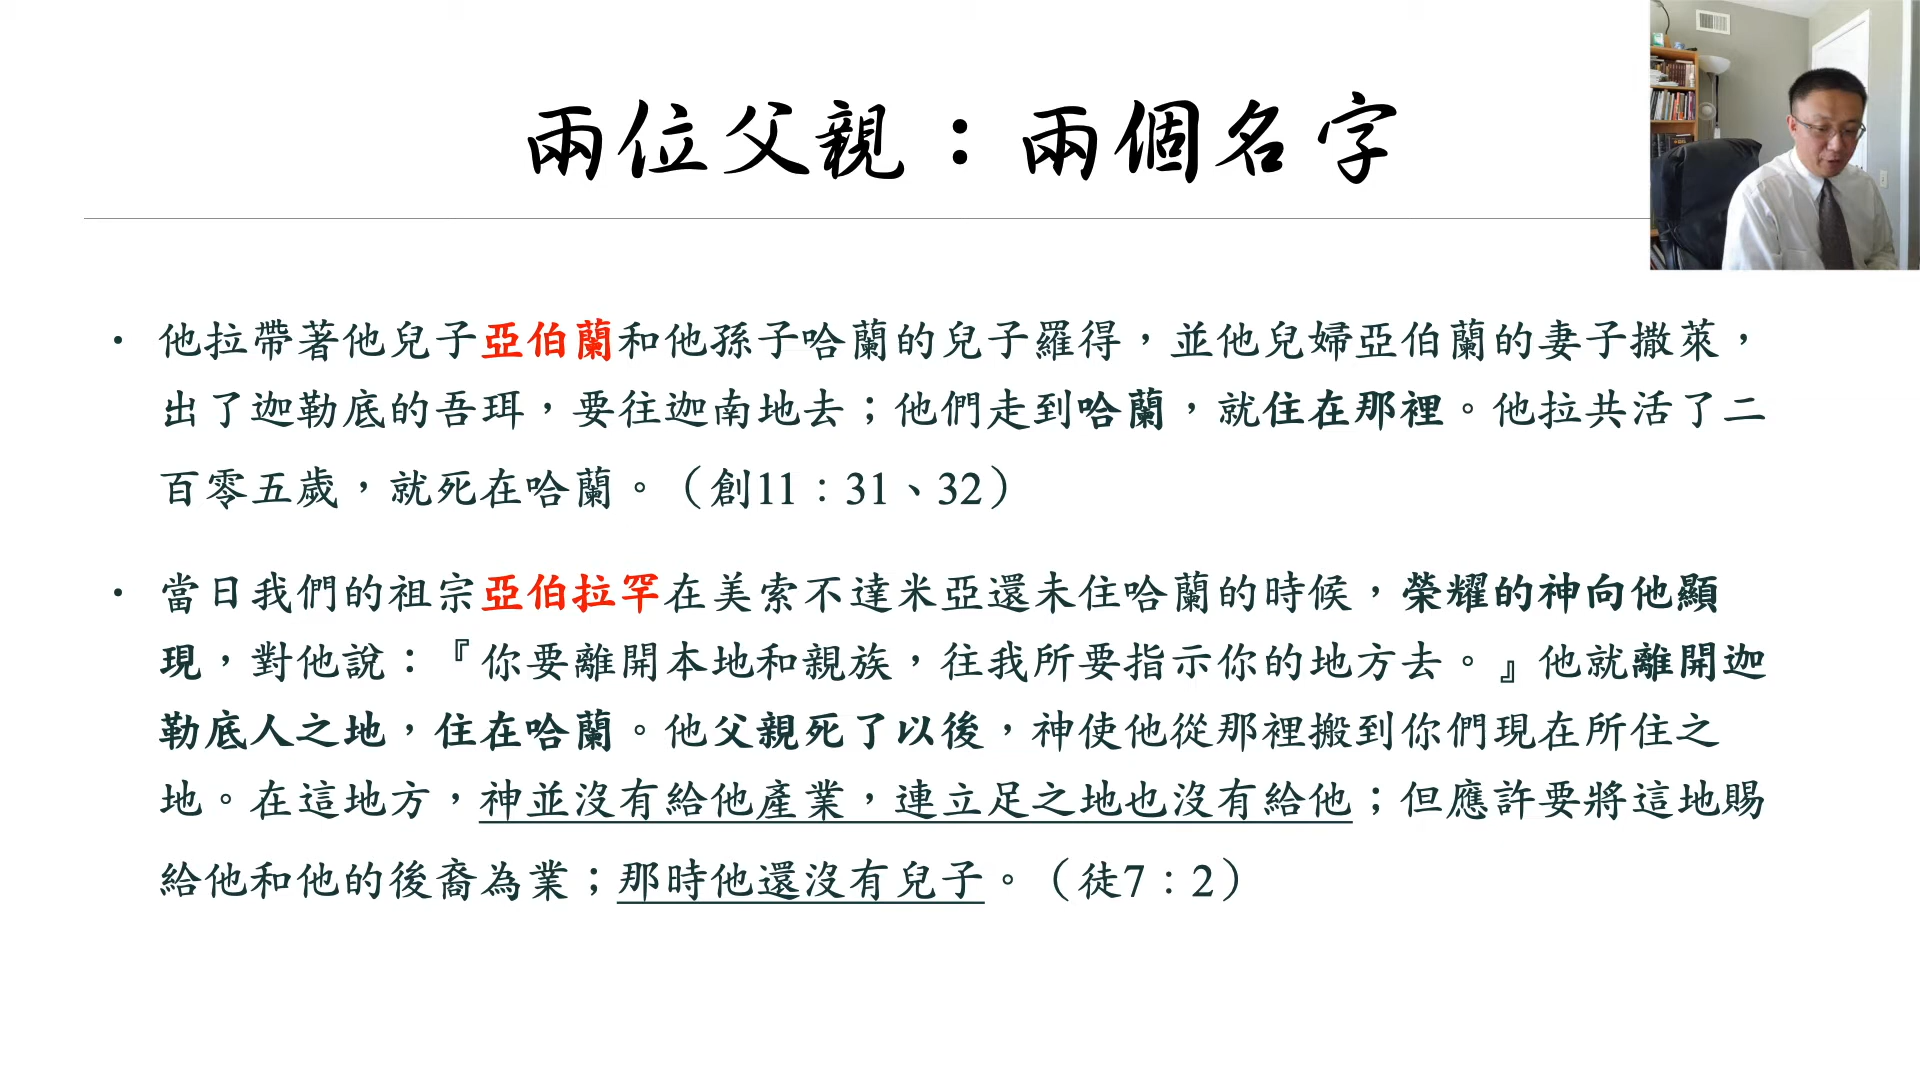 兩位父親：兩個名字
• 他拉帶著他兒子亞伯蘭和他孫子哈蘭的兒子羅得，並他兒婦亞伯蘭的妻子撒萊，
出了迦勒底的吾珥，要往迦南地去；他們走到哈蘭，就住在那裡。他拉共活了二
百零五歲，就死在哈蘭。（創11：31、32）
• 當日我們的祖宗亞伯拉罕在美索不達米亞還未住哈蘭的時候，榮耀的神向他顯
現，對他說：『你要離開本地和親族，往我所要指示你的地方去。』他就離開迦
勒底人之地，住在哈蘭。他父親死了以後，神使他從那裡搬到你們現在所住之
地。在這地方，神並沒有給他產業，連立足之地也沒有給他；但應許要將這地賜
給他和他的後裔為業；那時他還沒有兒子。（徒7：2）